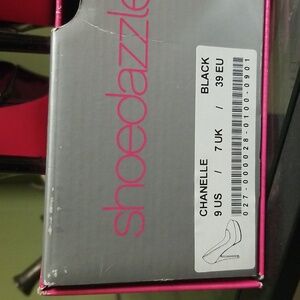 shoedazzle
CHANELLE BLACK
9 US / 7 UK / 39 EU
027-000028-0100-0901